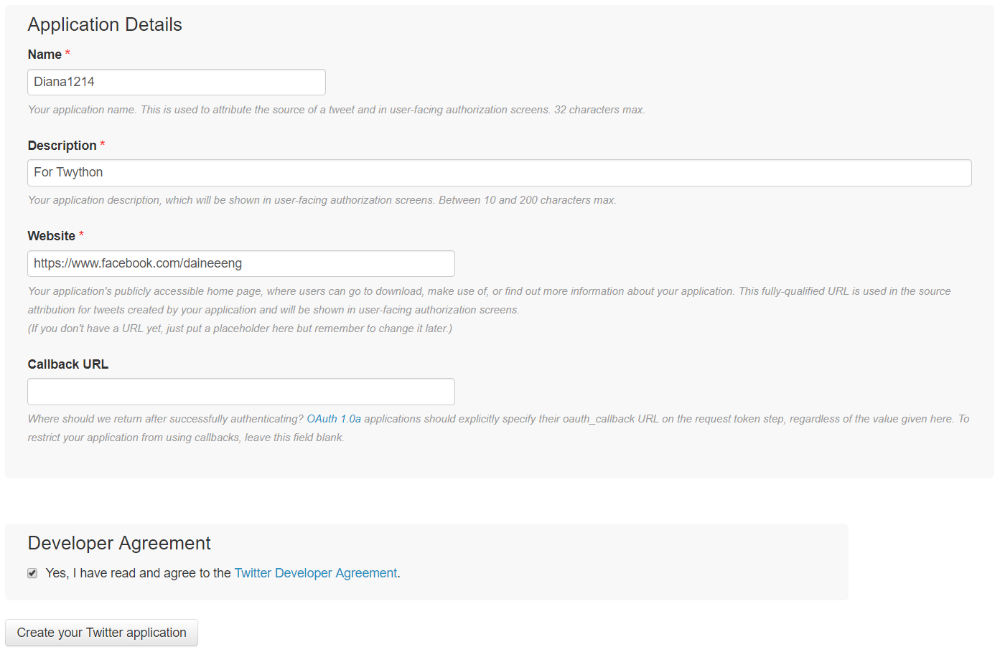 Application Details
Name *
Diana1214
Your application name. This is used to attribute the source of a tweet and in user-facing authorization screens. 32 characters max.
Description *
For Twython
Your application description, which will be shown in user-facing authorization screens. Between 10 and 200 characters max.
Website *
https://www.facebook.com/daineeeng
Your application's publicly accessible home page, where users can go to download, make use of, or find out more information about your application. This fully-qualified URL is used in the source
attribution for tweets created by your application and will be shown in user-facing authorization screens.
(If you don't have a URL yet, just put a placeholder here but remember to change it later.)
Callback URL
Where should we return after successfully authenticating? OAuth 1.0a applications should explicitly specify their oauth_callback URL on the request token step, regardless of the value given here. To
restrict your application from using callbacks, leave this field blank.
Developer Agreement
Yes, I have read and agree to the Twitter Developer Agreement.
Create your Twitter application